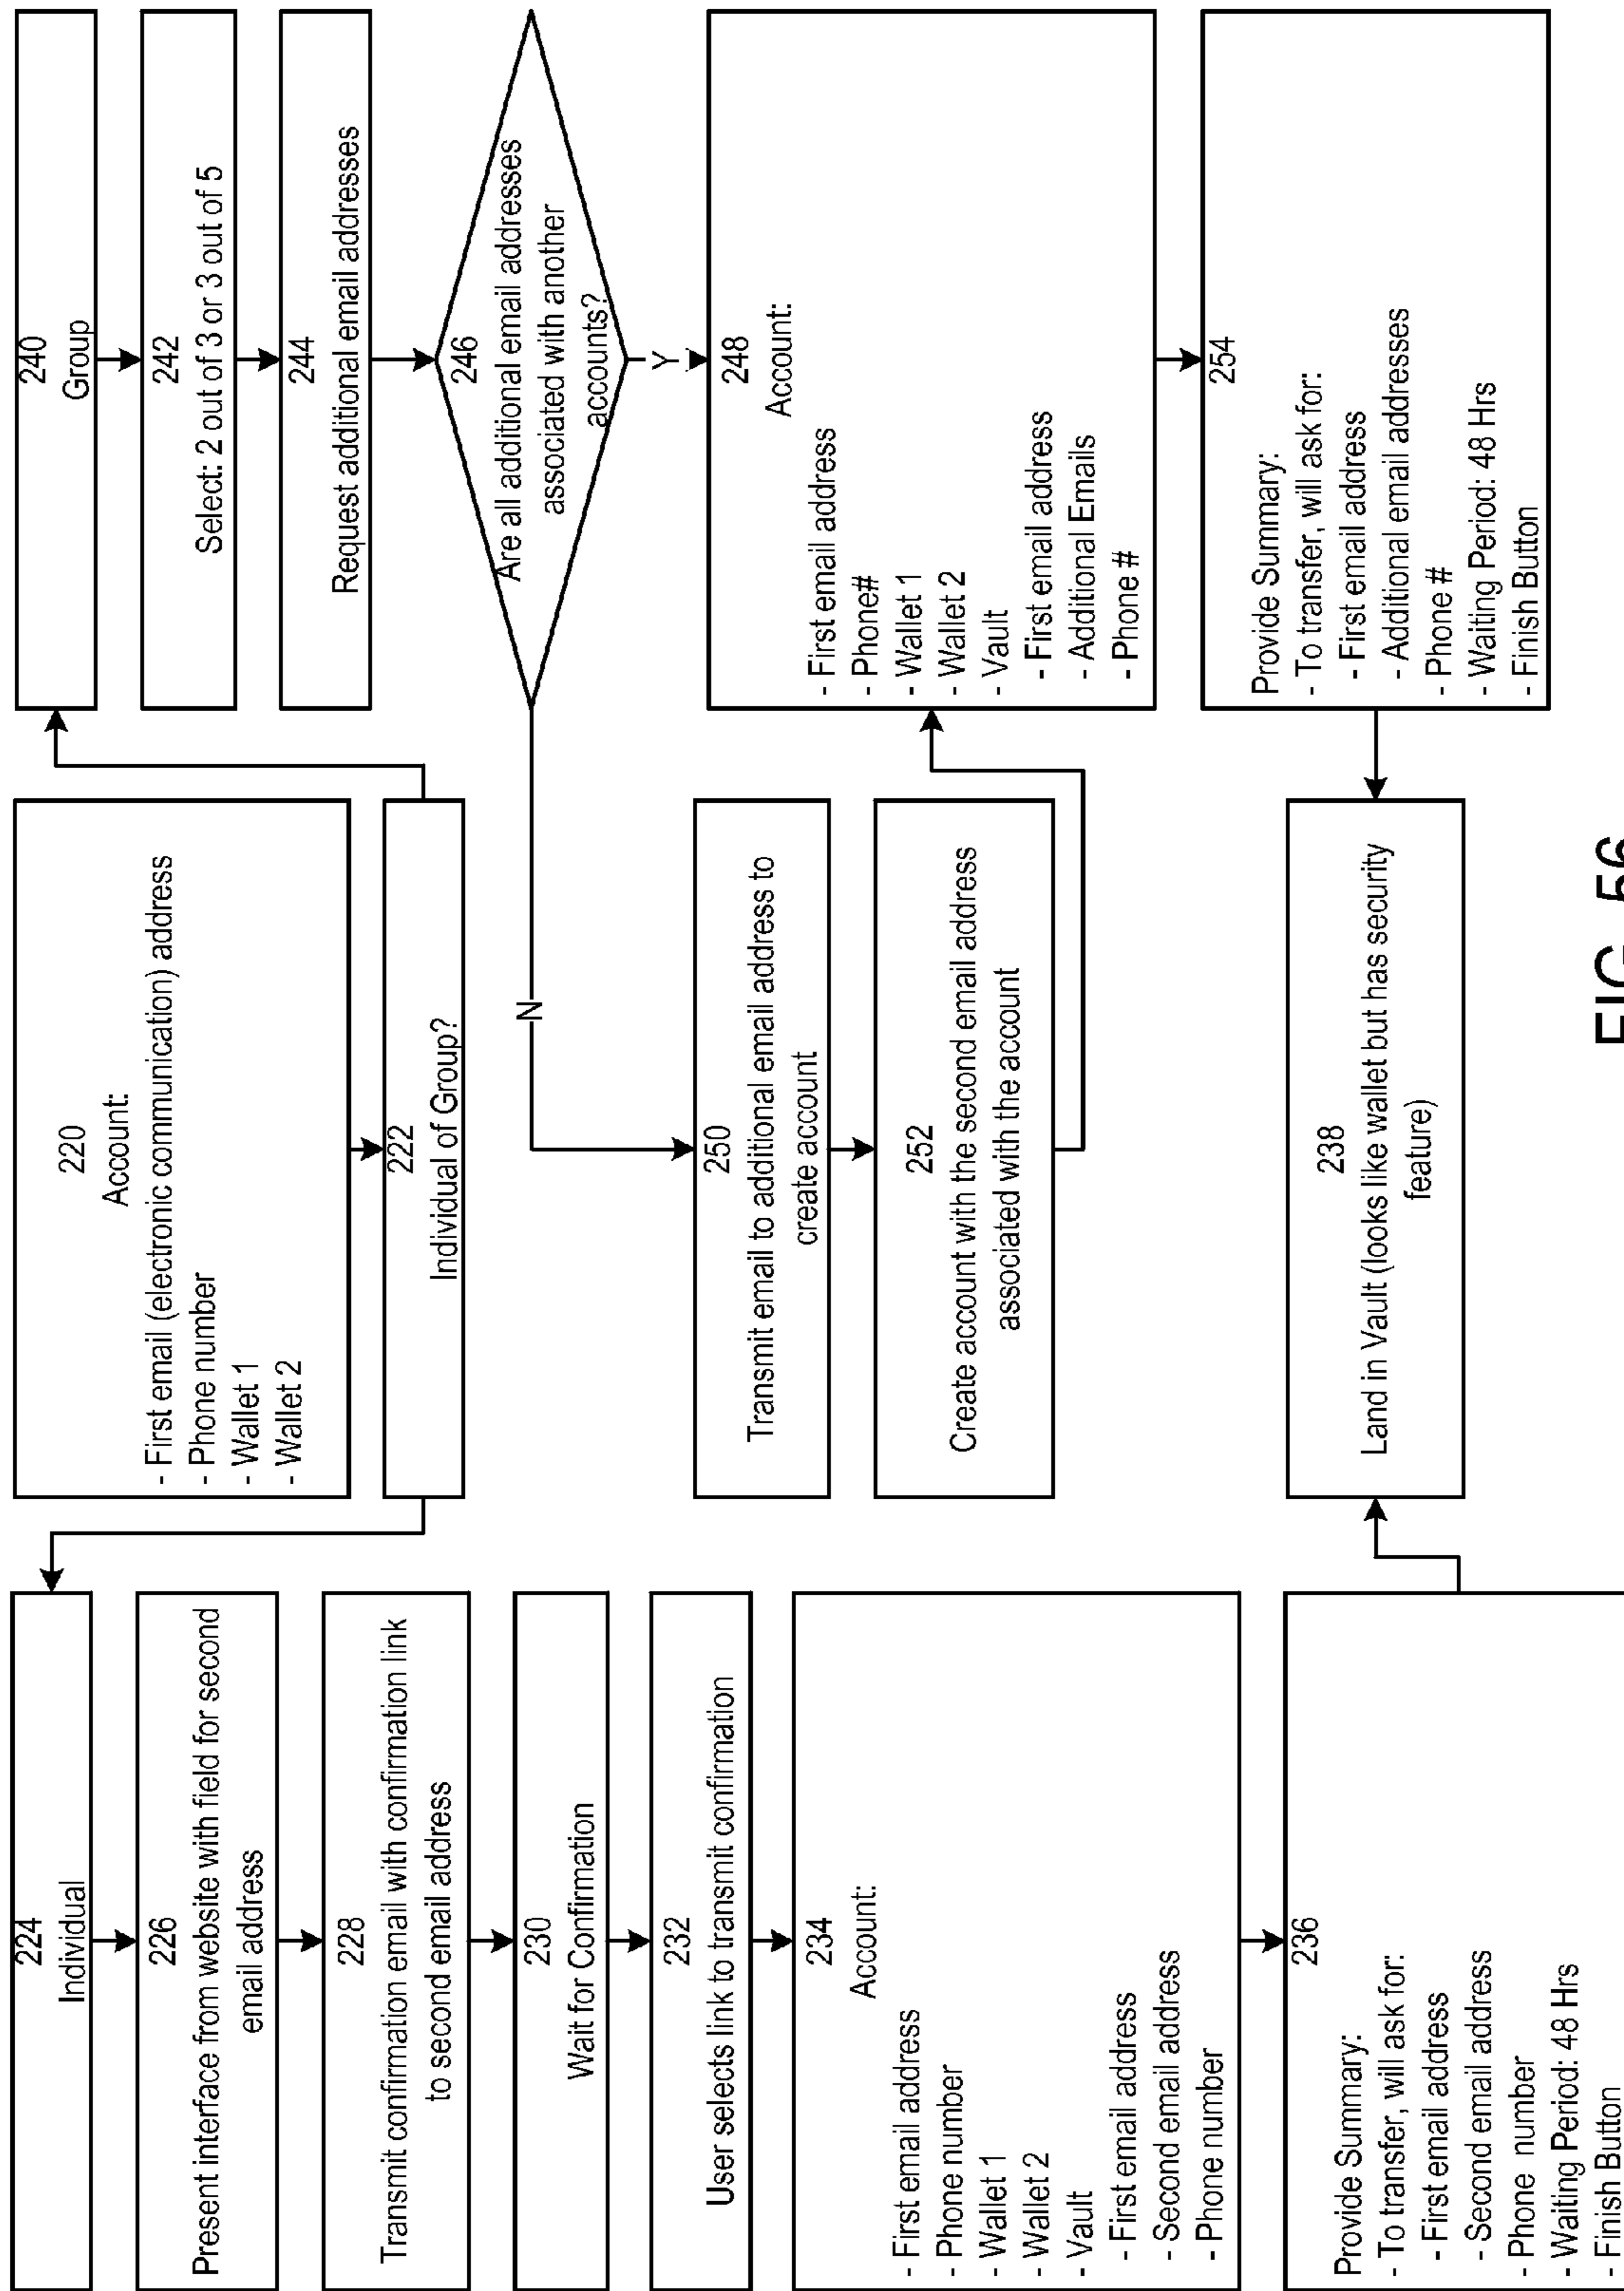 220
Account:
- First email (electronic communication) address
- Phone number
- Wallet 1
- Wallet 2
222
Individual of Group?
224
Individual
226
Present interface from website with field for second
email address
228
Transmit confirmation email with confirmation link
to second email address
230
Wait for Confirmation
232
User selects link to transmit confirmation
234
Account:
- First email address
- Phone number
- Wallet 1
- Wallet 2
- Vault
- First email address
- Second email address
- Phone number
236
Provide Summary:
- To transfer, will ask for:
- First email address
- Second email address
- Phone number
- Waiting Period: 48 Hrs
- Finish Button
240
Group
242
Select: 2 out of 3 or 3 out of 5
244
Request additional email addresses
246
Are all additional email addresses
associated with another
accounts?
N
Y
250
Transmit email to additional email address to
create account
252
Create account with the second email address
associated with the account
248
Account:
- First email address
- Phone#
- Wallet 1
- Wallet 2
- Vault
- First email address
- Additional Emails
- Phone #
254
Provide Summary:
- To transfer, will ask for:
- First email address
- Additional email addresses
- Phone #
- Waiting Period: 48 Hrs
- Finish Button
238
Land in Vault (looks like wallet but has security
feature)
FIG. 56